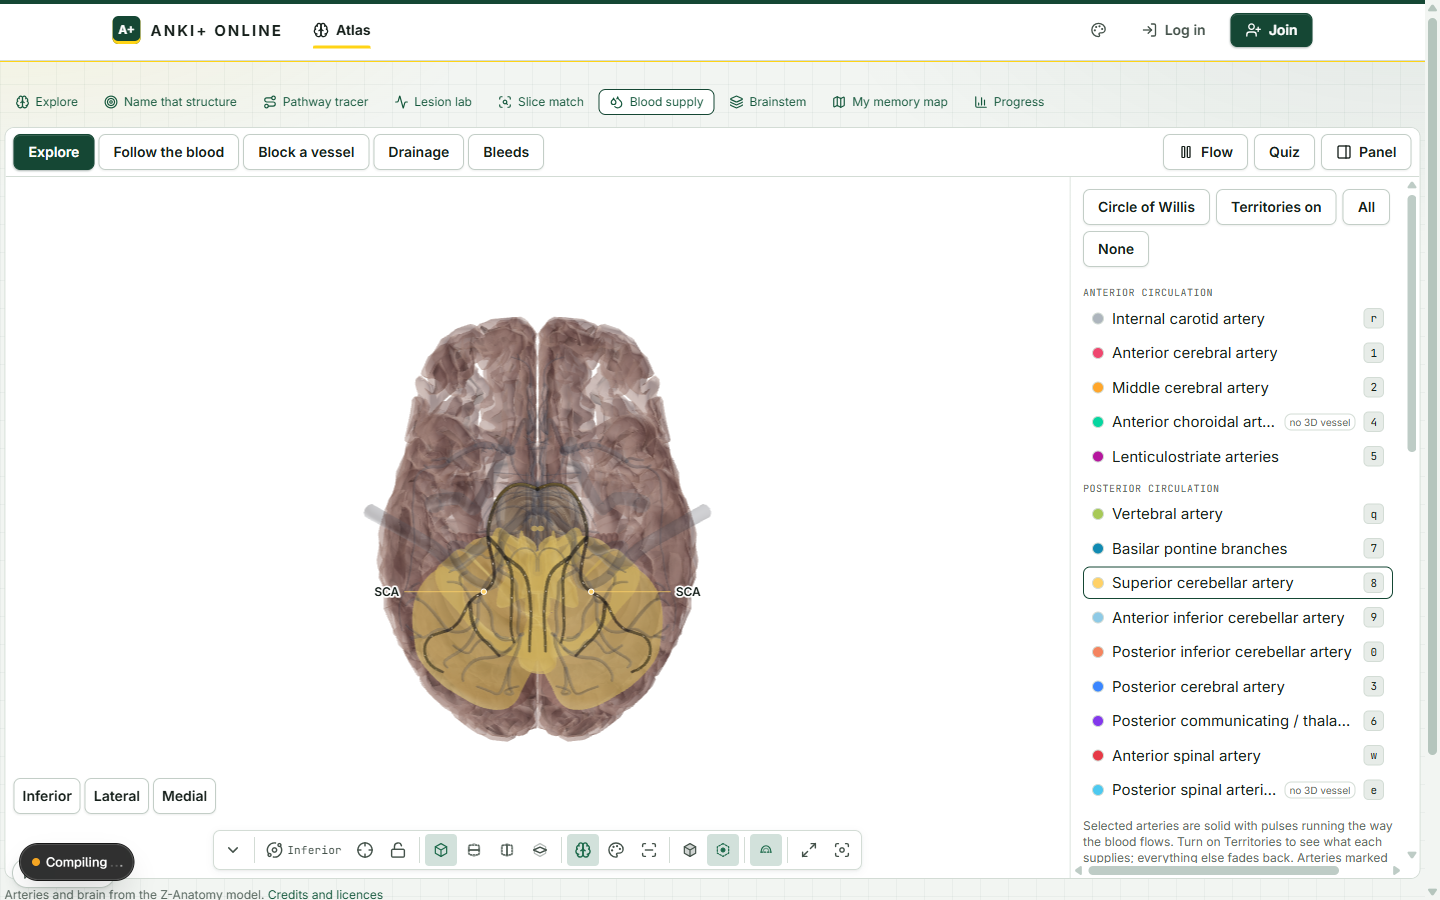 A+ ANKI+ ONLINE Atlas Log in Join
Explore Name that structure Pathway tracer Lesion lab Slice match Blood supply Brainstem My memory map Progress
Explore Follow the blood Block a vessel Drainage Bleeds Flow Quiz Panel
Circle of Willis Territories on All
None
ANTERIOR CIRCULATION
Internal carotid artery r
Anterior cerebral artery 1
Middle cerebral artery 2
Anterior choroidal art... no 3D vessel 4
Lenticulostriate arteries 5
POSTERIOR CIRCULATION
Vertebral artery q
Basilar pontine branches 7
Superior cerebellar artery 8
Anterior inferior cerebellar artery 9
Posterior inferior cerebellar artery 0
Posterior cerebral artery 3
Posterior communicating / thala... 6
Anterior spinal artery w
Posterior spinal arteri... no 3D vessel e
Selected arteries are solid with pulses running the way
the blood flows. Turn on Territories to see what each
supplies; everything else fades back. Arteries marked
SCA SCA
Inferior Lateral Medial
Inferior
Compiling ...
Arteries and brain from the Z-Anatomy model. Credits and licences